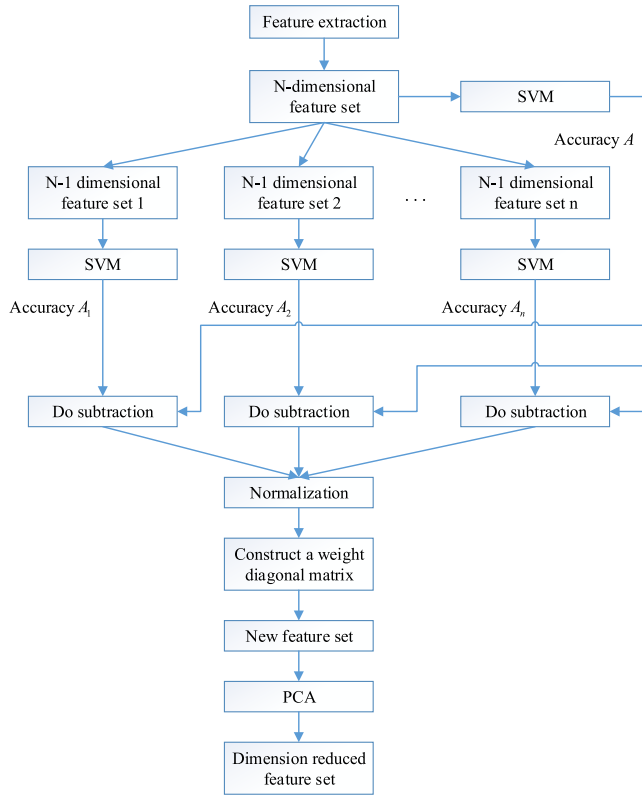 Feature extraction
N-dimensional
feature set
SVM
Accuracy A
N-1 dimensional
feature set 1
N-1 dimensional
feature set 2
. . .
N-1 dimensional
feature set n
SVM
SVM
SVM
Accuracy A₁
Accuracy A₂
Accuracy Aₙ
Do subtraction
Do subtraction
Do subtraction
Normalization
Construct a weight
diagonal matrix
New feature set
PCA
Dimension reduced
feature set